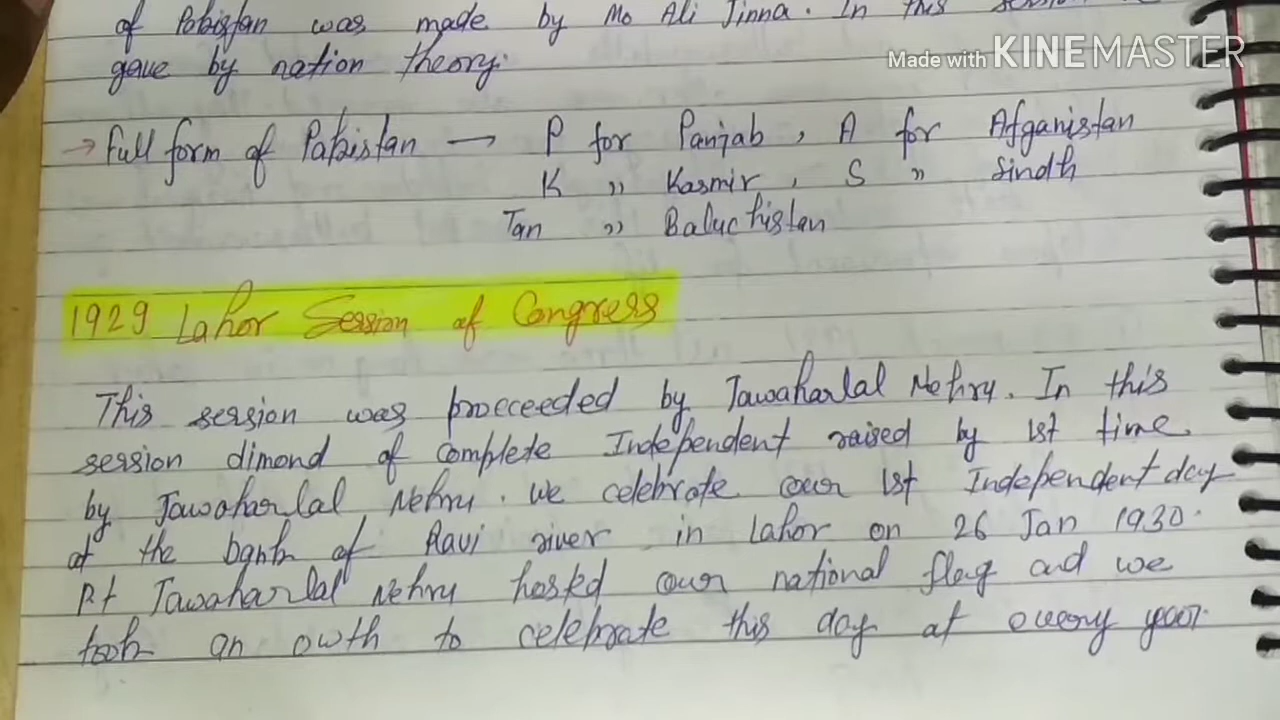 of Pakistan was made by Mo Ali Jinna. In this session
Made with KINEMASTER
gave by nation theory.
→ Full form of Pakistan → P for Panjab, A for Afganistan
K " Kasmir, S " Sindh
Tan " Baluchistan
1929 Lahor Session of Congress
This session was procceeded by Jawaharlal Nehru. In this
session dimond of complete Independent raised by 1st time
by Jawaharlal Nehru. We celebrate our 1st Independent day
at the bank of Ravi river in Lahor on 26 Jan 1930.
Pt Jawaharlal Nehru hosted our national flag and we
took an owth to celebrate this day at every year.